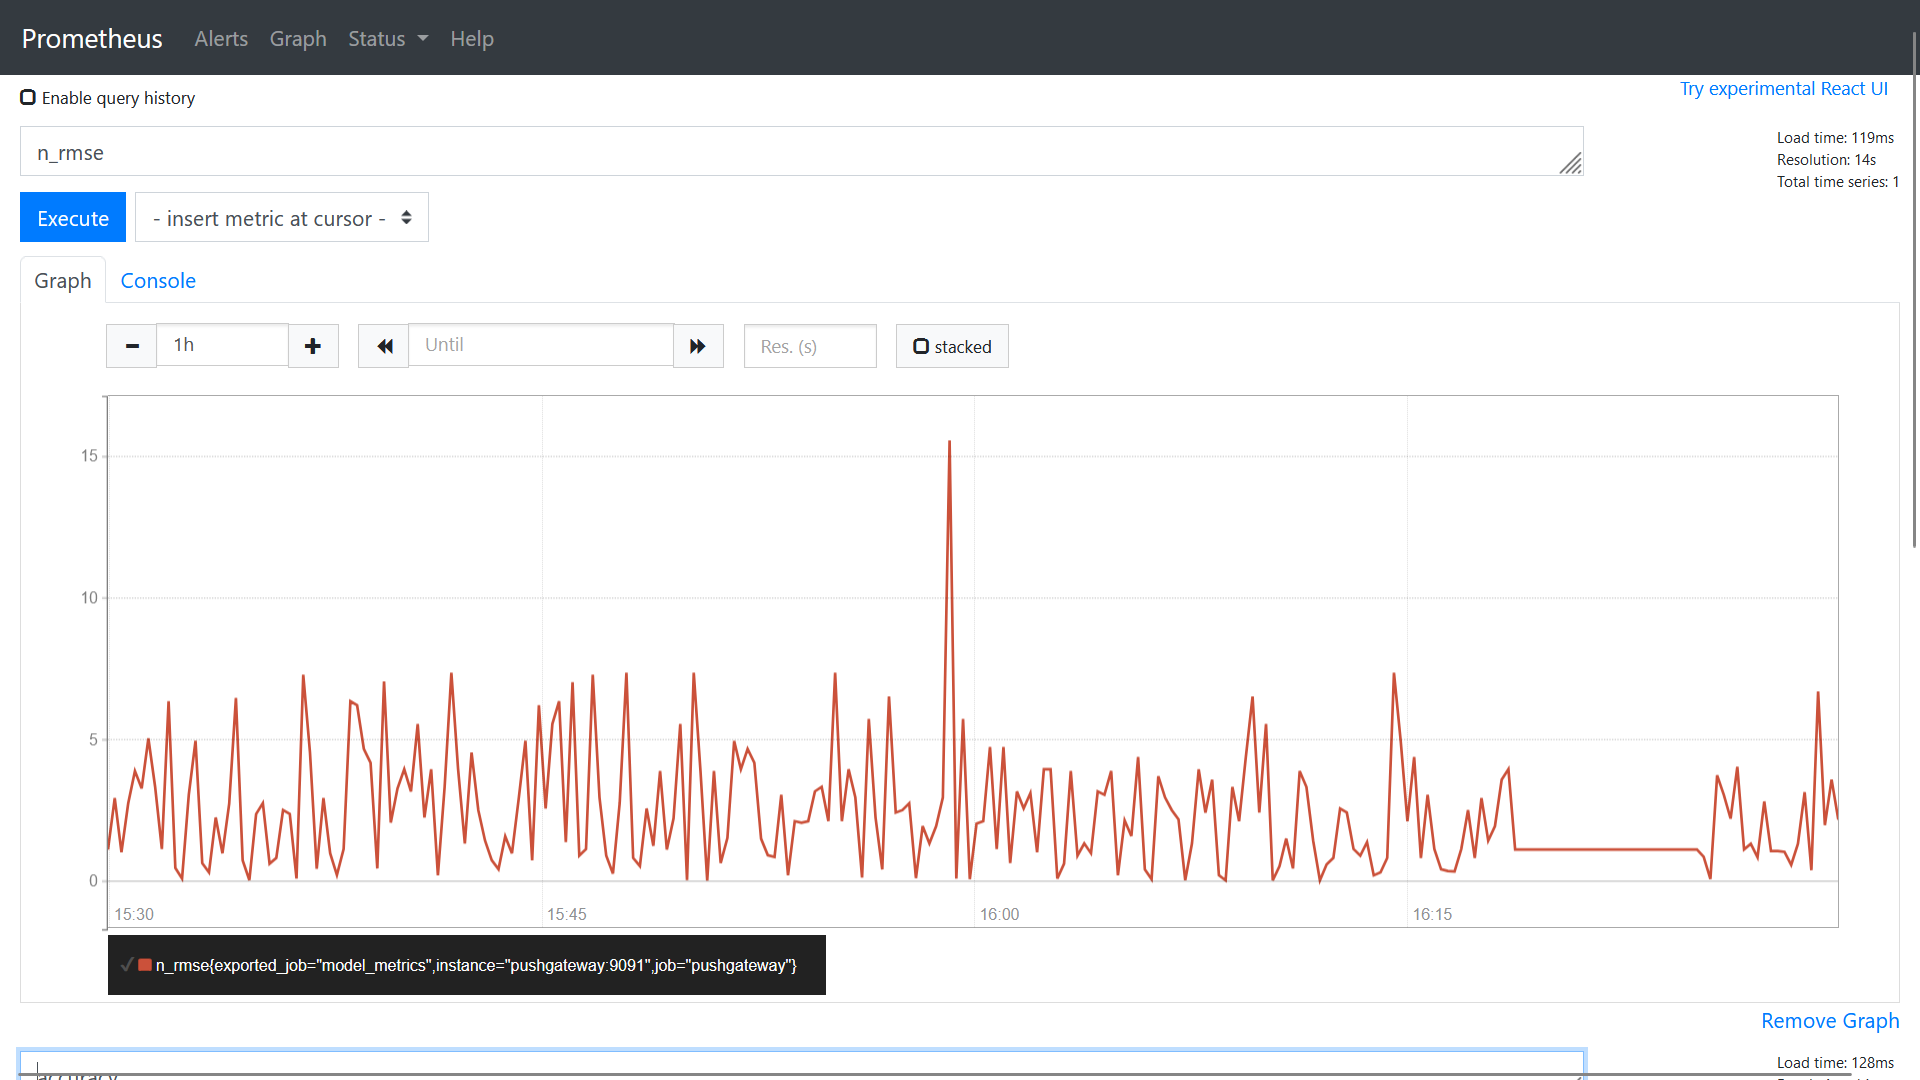 Prometheus Alerts Graph Status Help
Enable query history
Try experimental React UI
n_rmse
Load time: 119ms
Resolution: 14s
Total time series: 1
Execute
- insert metric at cursor -
Graph Console
1h
Until
Res. (s)
stacked
15
10
5
0
15:30 15:45 16:00 16:15
✓ n_rmse{exported_job="model_metrics",instance="pushgateway:9091",job="pushgateway"}
Remove Graph
accuracy
Load time: 128ms